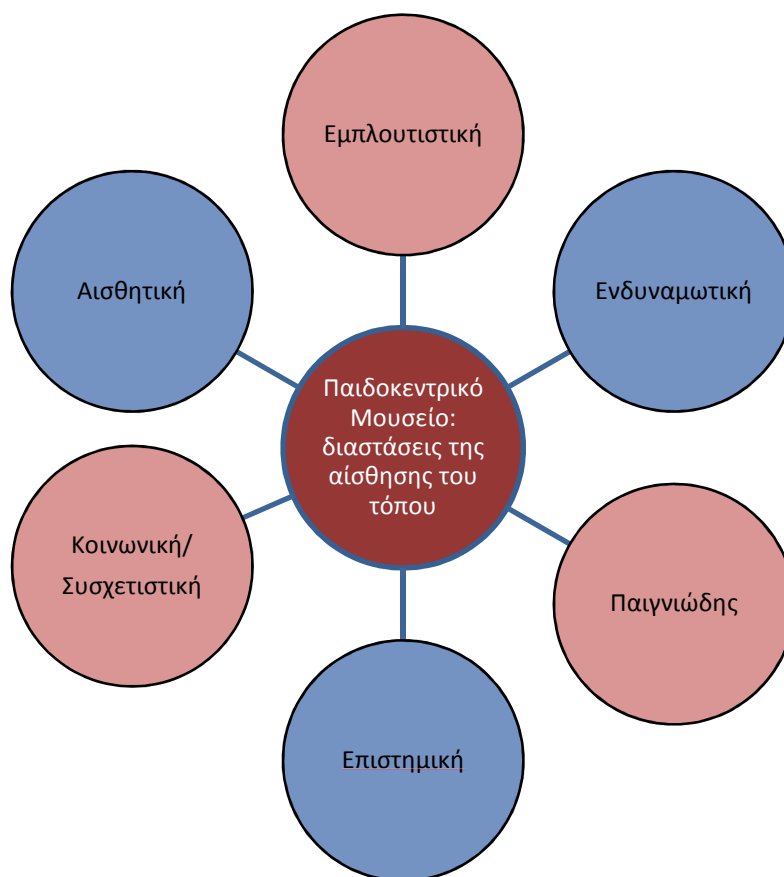 Εμπλουτιστική
Αισθητική
Ενδυναμωτική
Παιδοκεντρικό
Μουσείο:
διαστάσεις της
αίσθησης του
τόπου
Κοινωνική/
Συσχετιστική
Παιγνιώδης
Επιστημική